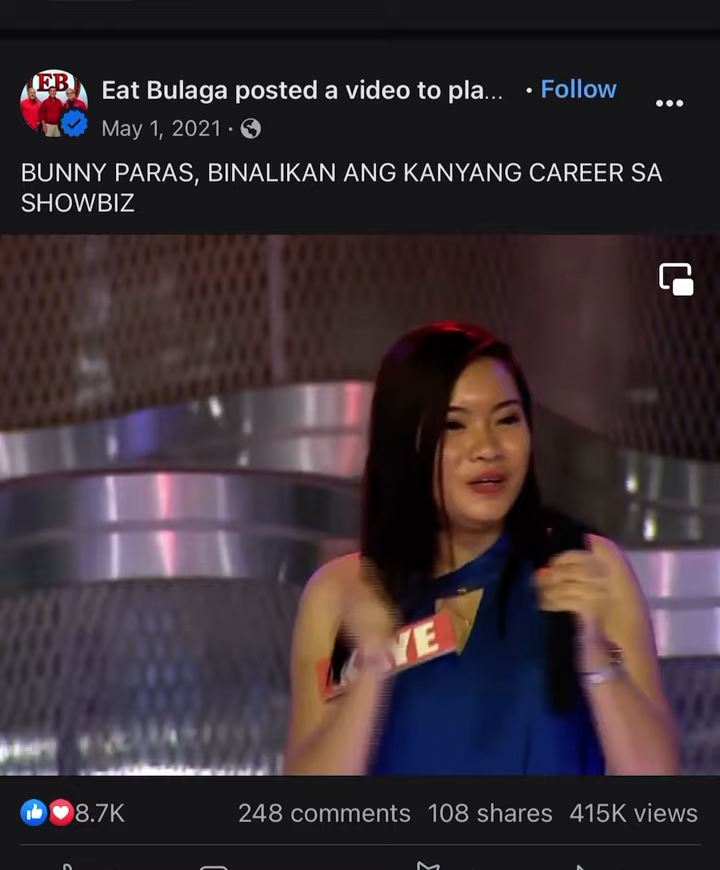 EB
Eat Bulaga posted a video to pla... • Follow
May 1, 2021 •
BUNNY PARAS, BINALIKAN ANG KANYANG CAREER SA
SHOWBIZ
8.7K 248 comments 108 shares 415K views